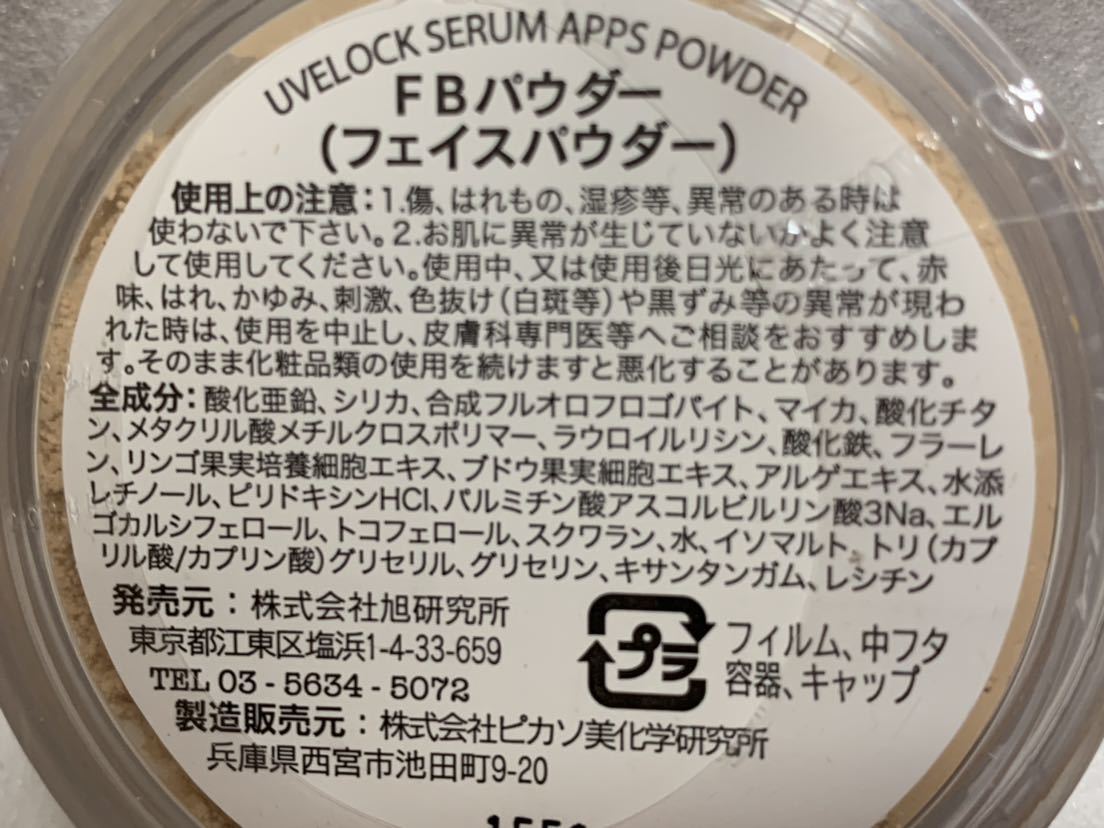 UVELOCK SERUM APPS POWDER
FBパウダー
(フェイスパウダー)
使用上の注意：1.傷、はれもの、湿疹等、異常のある時は
使わないで下さい。2.お肌に異常が生じていないかよく注意
して使用してください。使用中、又は使用後日光にあたって、赤
味、はれ、かゆみ、刺激、色抜け(白斑等)や黒ずみ等の異常が現わ
れた時は、使用を中止し、皮膚科専門医等へご相談をおすすめしま
す。そのまま化粧品類の使用を続けますと悪化することがあります。
全成分：酸化亜鉛、シリカ、合成フルオロフロゴパイト、マイカ、酸化チタ
ン、メタクリル酸メチルクロスポリマー、ラウロイルリシン、酸化鉄、フラーレ
ン、リンゴ果実培養細胞エキス、ブドウ果実細胞エキス、アルゲエキス、水添
レチノール、ピリドキシンHCl、パルミチン酸アスコルビルリン酸3Na、エル
ゴカルシフェロール、トコフェロール、スクワラン、水、イソマルト、トリ(カプ
リル酸/カプリン酸)グリセリル、グリセリン、キサンタンガム、レシチン
発売元：株式会社旭研究所
東京都江東区塩浜1-4-33-659
TEL 03-5634-5072
製造販売元：株式会社ピカソ美化学研究所
兵庫県西宮市池田町9-20
プラ
フィルム、中フタ
容器、キャップ